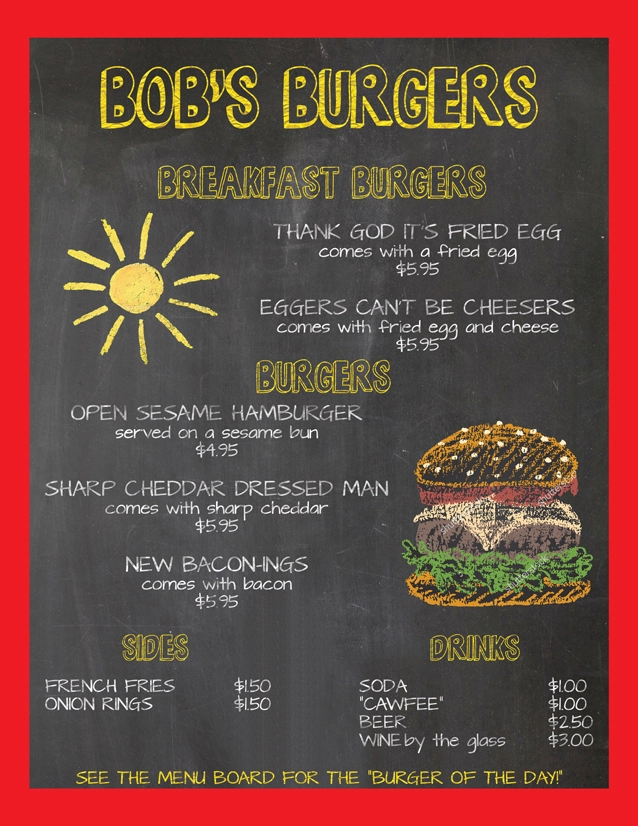 BOB'S BURGERS
BREAKFAST BURGERS
THANK GOD IT'S FRIED EGG
comes with a fried egg
$5.95
EGGERS CAN'T BE CHEESERS
comes with fried egg and cheese
$5.95
BURGERS
OPEN SESAME HAMBURGER
served on a sesame bun
$4.95
SHARP CHEDDAR DRESSED MAN
comes with sharp cheddar
$5.95
NEW BACON-INGS
comes with bacon
$5.95
SIDES
FRENCH FRIES $1.50
ONION RINGS $1.50
DRINKS
SODA $1.00
"CAWFEE" $1.00
BEER $2.50
WINE by the glass $3.00
SEE THE MENU BOARD FOR THE "BURGER OF THE DAY!"